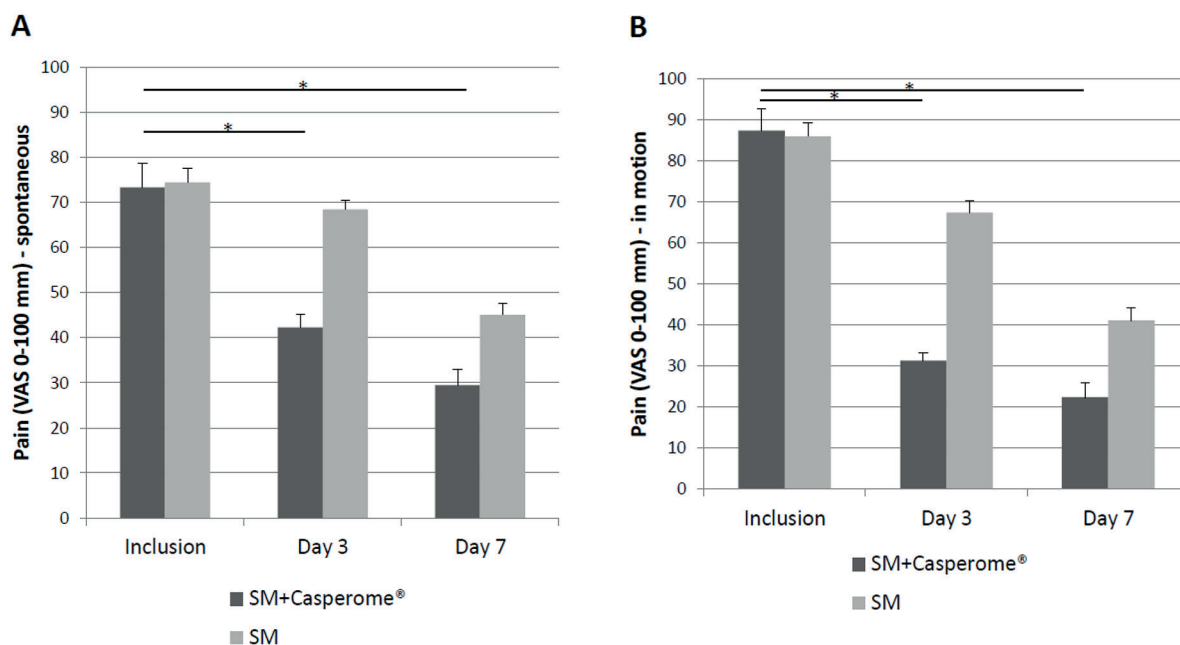 A
Pain (VAS 0-100 mm) - spontaneous
100
90
80
70
60
50
40
30
20
10
0
*
*
Inclusion Day 3 Day 7
SM+Casperome®
SM
B
Pain (VAS 0-100 mm) - in motion
100
90
80
70
60
50
40
30
20
10
0
*
*
Inclusion Day 3 Day 7
SM+Casperome®
SM